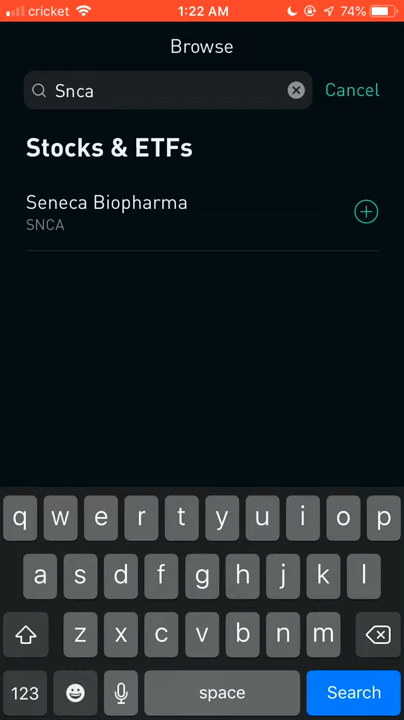 cricket 1:22 AM 74%
Browse
Snca Cancel
Stocks & ETFs
Seneca Biopharma
SNCA
q w e r t y u i o p
a s d f g h j k l
z x c v b n m
123 space Search